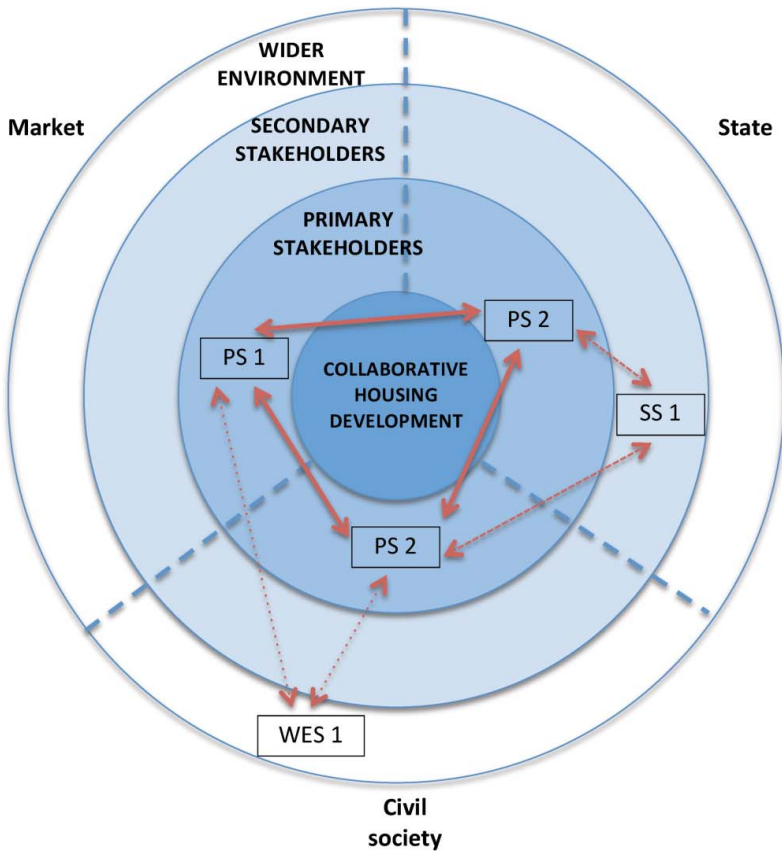 WIDER
ENVIRONMENT
Market
State
SECONDARY
STAKEHOLDERS
PRIMARY
STAKEHOLDERS
PS 2
PS 1
COLLABORATIVE
HOUSING
DEVELOPMENT
SS 1
PS 2
WES 1
Civil
society